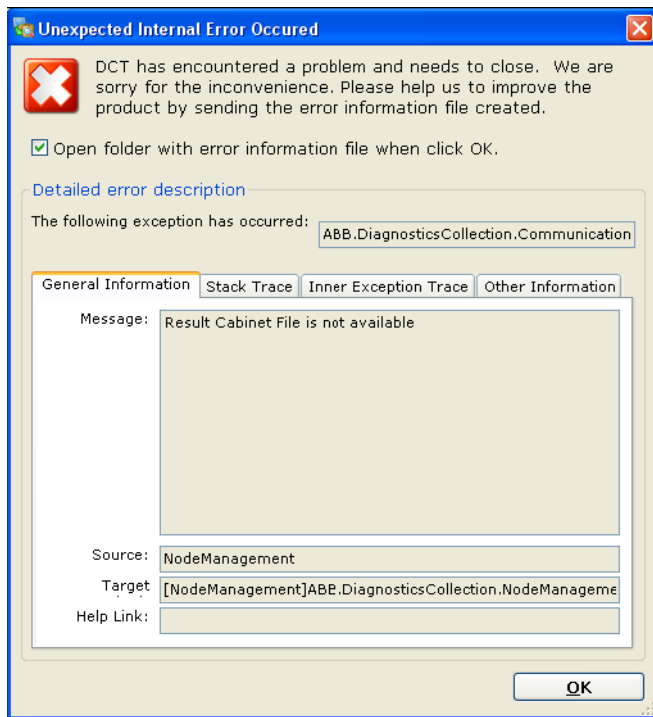 Unexpected Internal Error Occured
DCT has encountered a problem and needs to close. We are
sorry for the inconvenience. Please help us to improve the
product by sending the error information file created.
Open folder with error information file when click OK.
Detailed error description
The following exception has occurred:
ABB.DiagnosticsCollection.Communication
General Information
Stack Trace
Inner Exception Trace
Other Information
Message:
Result Cabinet File is not available
Source:
NodeManagement
Target
[NodeManagement]ABB.DiagnosticsCollection.NodeManageme
Help Link:
OK